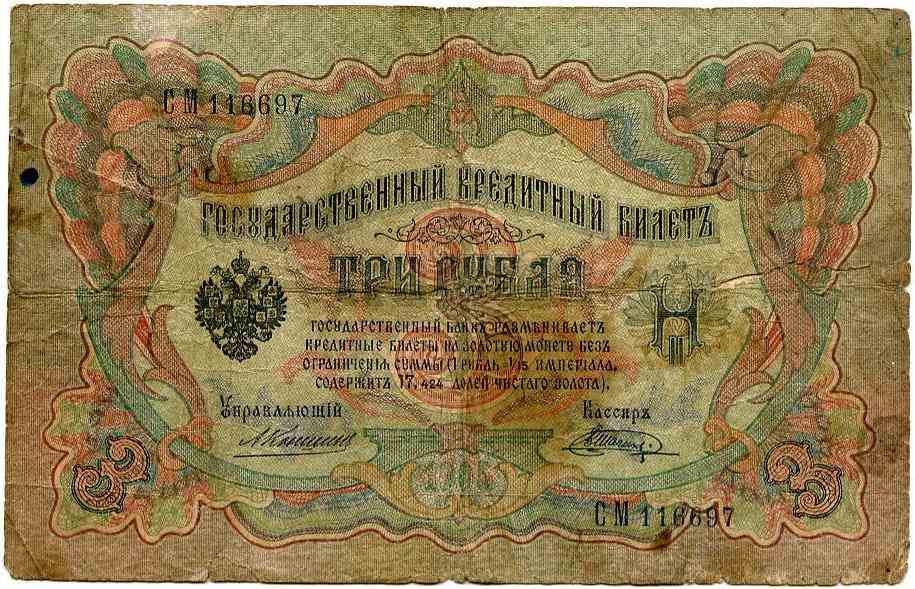 СМ 116697
ГОСУДАРСТВЕННЫЙ КРЕДИТНЫЙ БИЛЕТЪ
ТРИ РУБЛЯ
ГОСУДАРСТВЕННЫЙ БАНКЪ РАЗМѢНИВАЕТЪ
КРЕДИТНЫЕ БИЛЕТЫ НА ЗОЛОТУЮ МОНЕТУ БЕЗЪ
ОГРАНИЧЕНІЯ СУММЫ (1 РУБЛЬ = 1/15 ИМПЕРІАЛА,
СОДЕРЖИТЪ 17,424 ДОЛЕЙ ЧИСТАГО ЗОЛОТА).
Управляющій
Кассиръ
3
3
СМ 116697